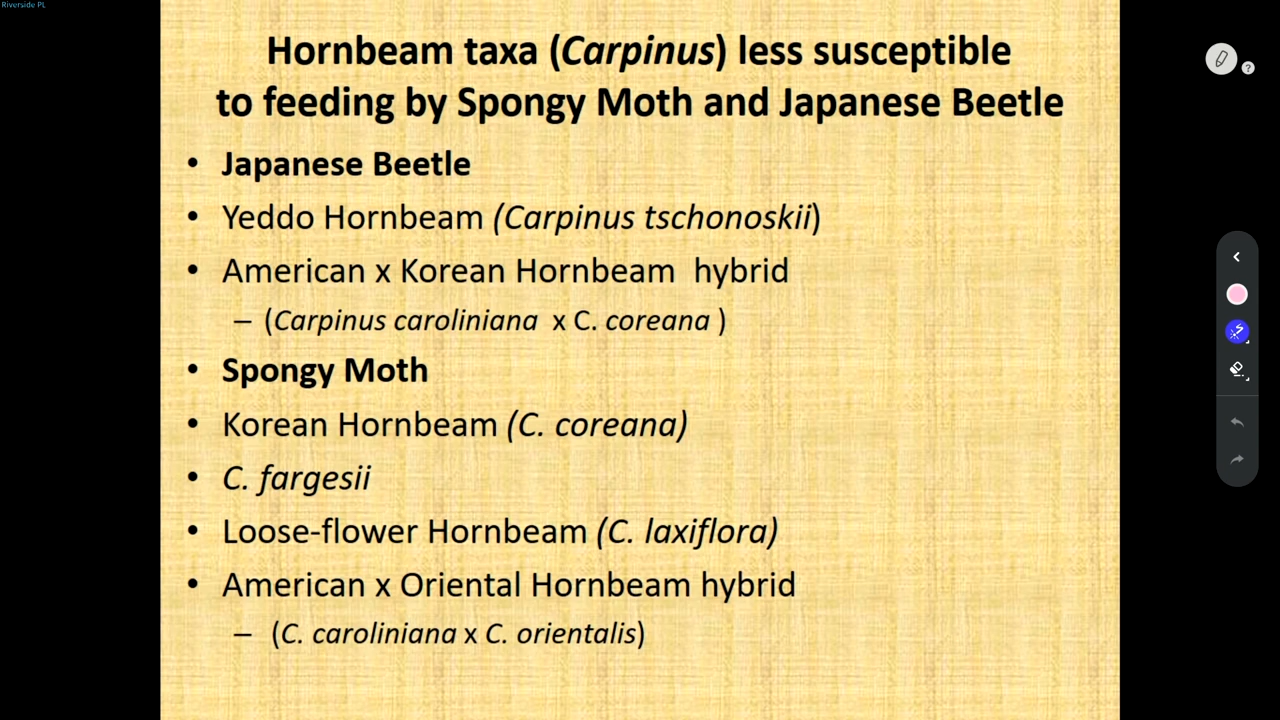 Riverside PL
Hornbeam taxa (Carpinus) less susceptible
to feeding by Spongy Moth and Japanese Beetle
• Japanese Beetle
• Yeddo Hornbeam (Carpinus tschonoskii)
• American x Korean Hornbeam hybrid
– (Carpinus caroliniana x C. coreana )
• Spongy Moth
• Korean Hornbeam (C. coreana)
• C. fargesii
• Loose-flower Hornbeam (C. laxiflora)
• American x Oriental Hornbeam hybrid
– (C. caroliniana x C. orientalis)
?